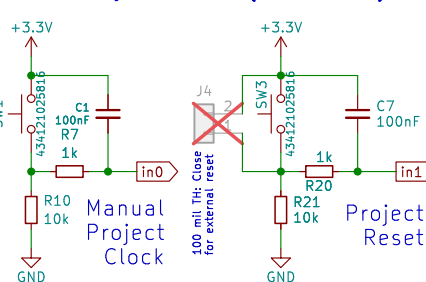 +3.3V
SW1
434121025816
C1
100nF
R7
1k
in0
R10
10k
GND
Manual
Project
Clock
J4
2
1
100 mil TH: Close
for external reset
+3.3V
SW3
434121025816
C7
100nF
1k
R20
in1
R21
10k
GND
Project
Reset